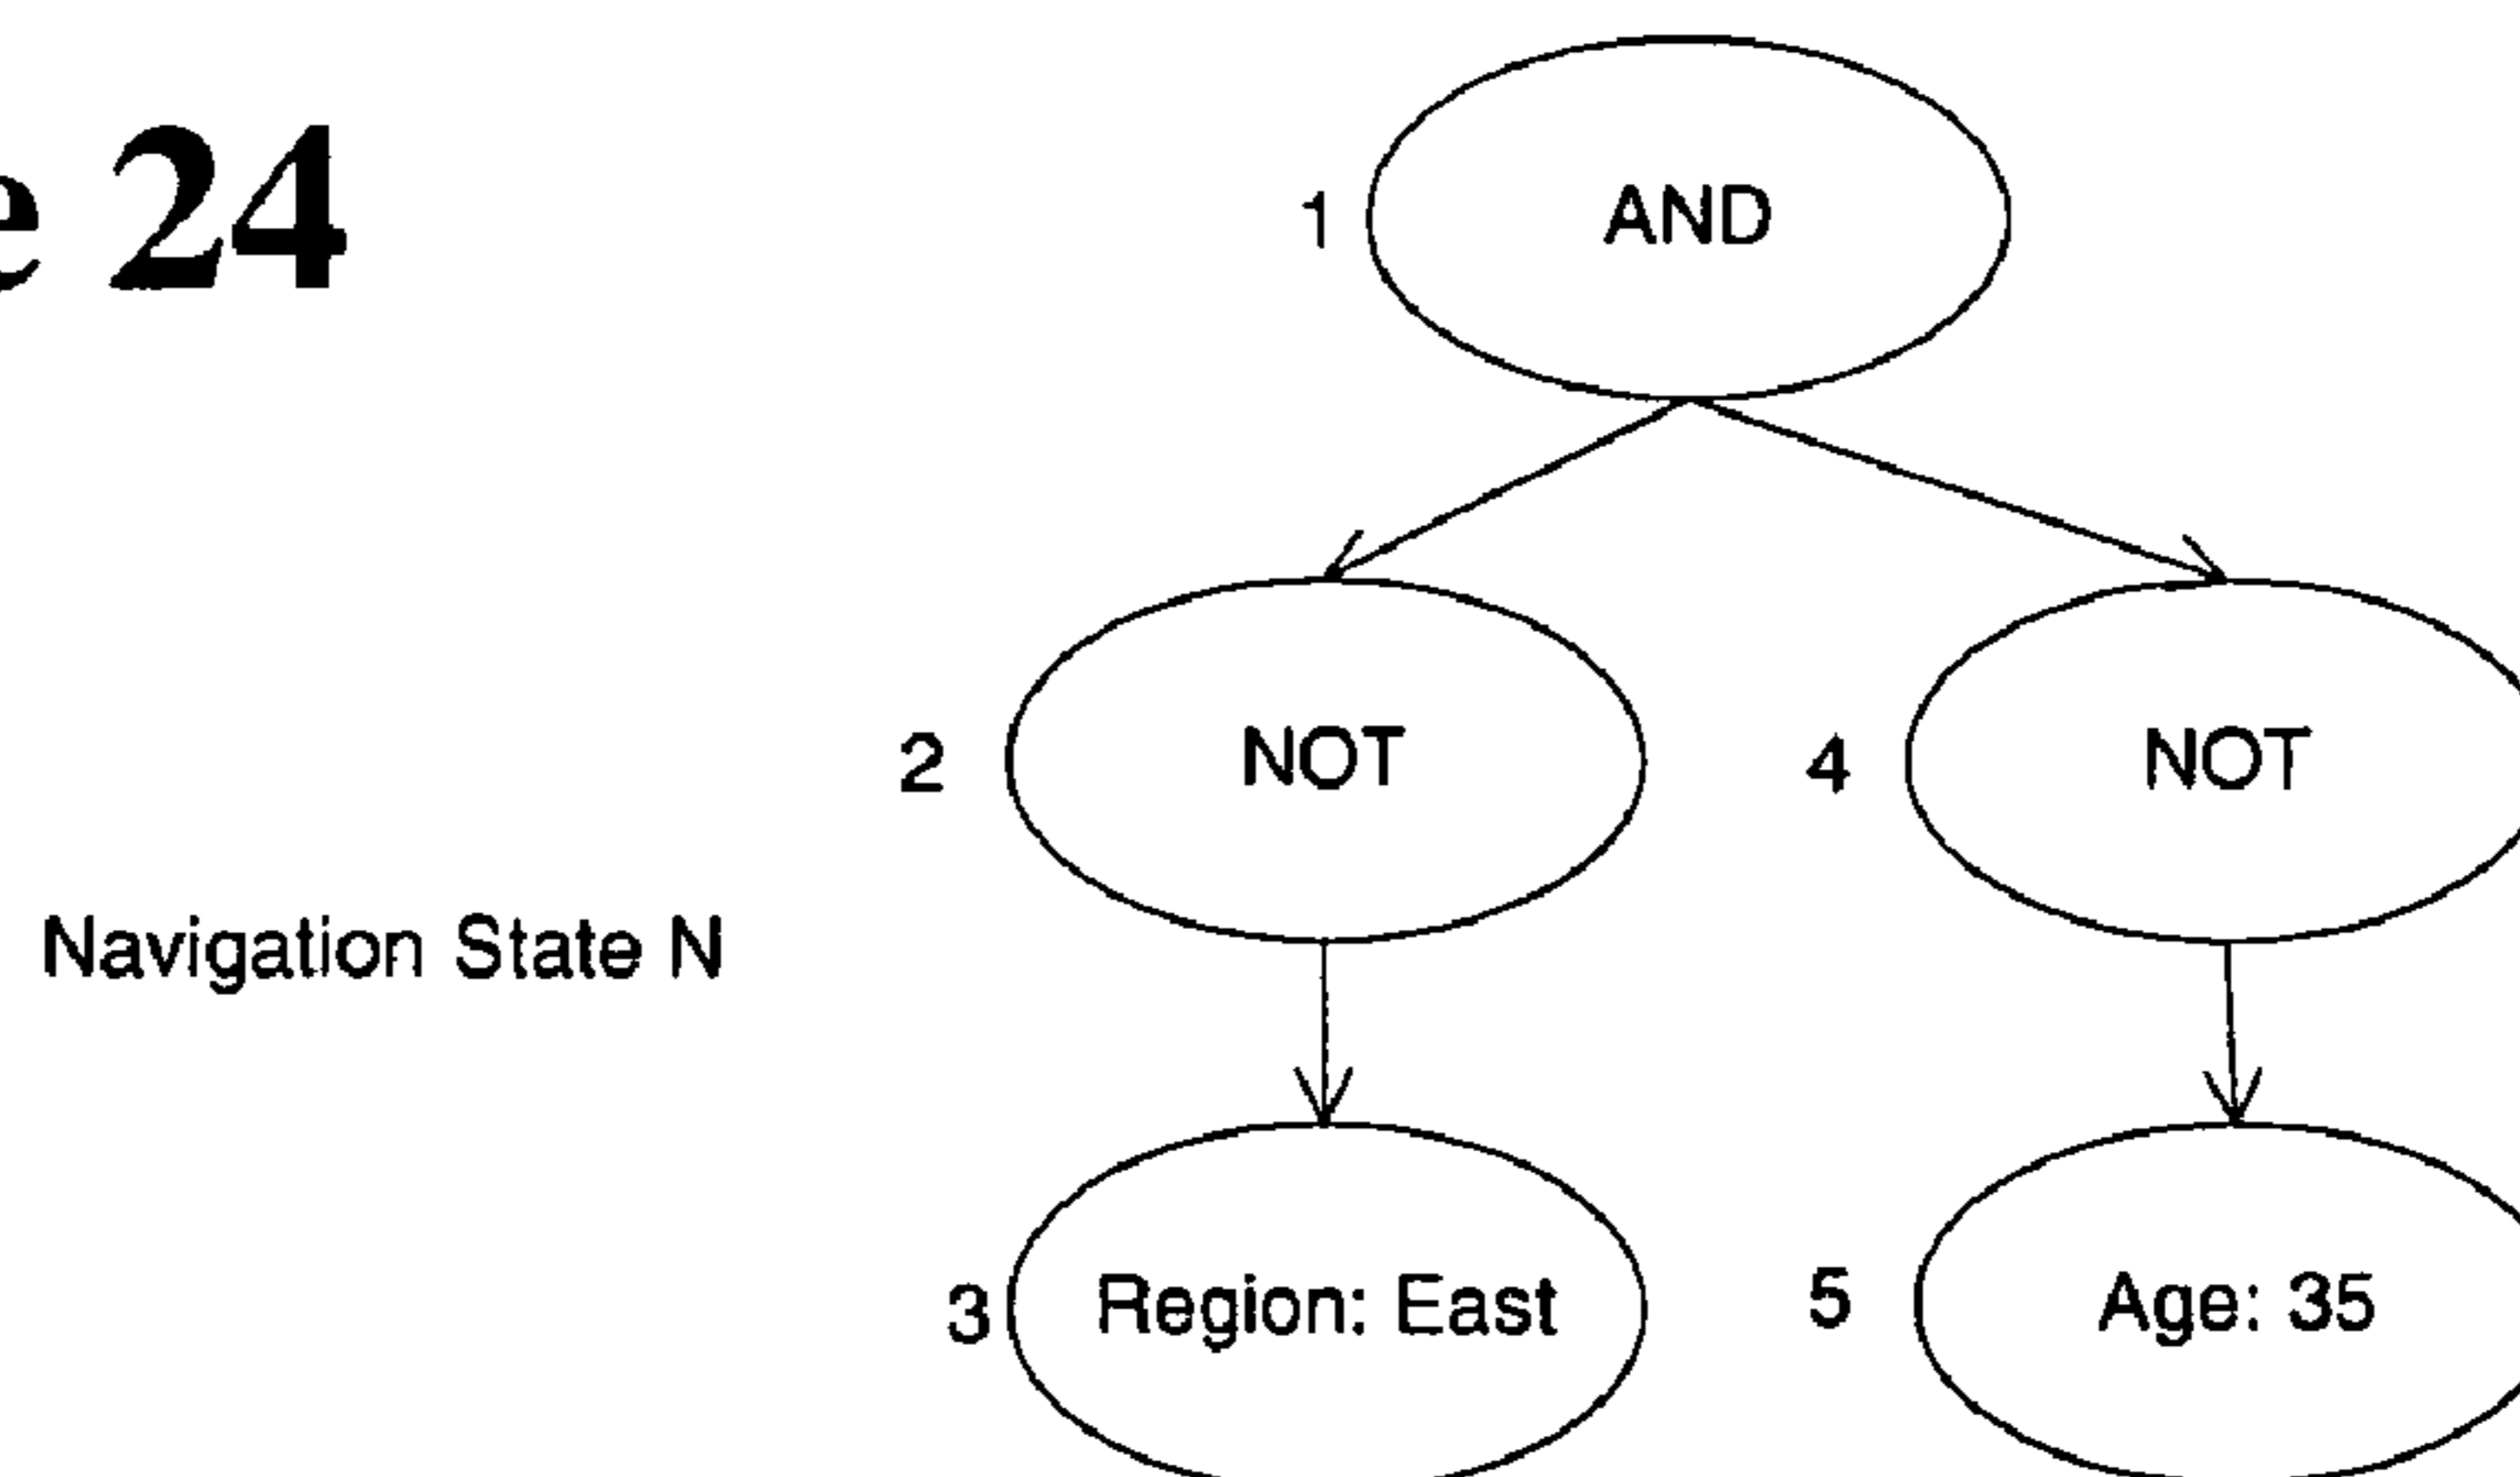 e 24
1 AND
2 NOT
4 NOT
Navigation State N
3 Region: East
5 Age: 35